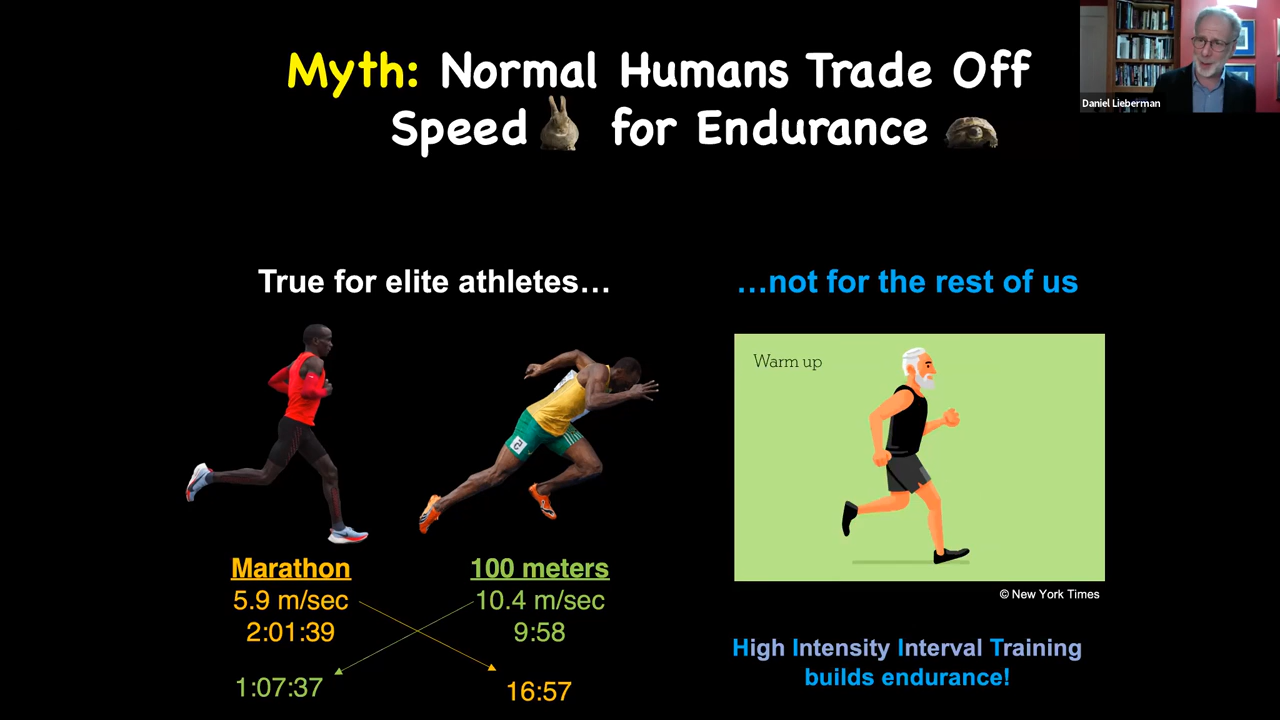 Myth: Normal Humans Trade Off
Speed for Endurance
Daniel Lieberman
True for elite athletes…
Marathon
5.9 m/sec
2:01:39
1:07:37
100 meters
10.4 m/sec
9:58
16:57
…not for the rest of us
Warm up
© New York Times
High Intensity Interval Training
builds endurance!